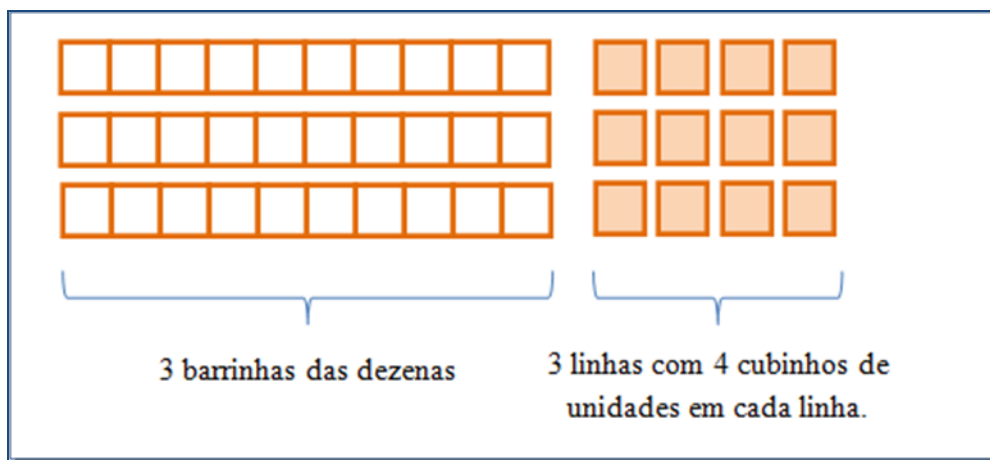 3 barrinhas das dezenas
3 linhas com 4 cubinhos de
unidades em cada linha.